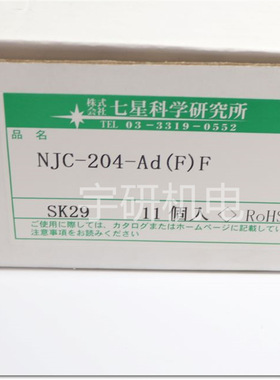 株式会社 七星科学研究所
TEL 03-3319-0552
品名
NJC-204-Ad(F)F
宇研机电
SK29 11個入 <> RoHS
ご使用に際しては、カタログまたはホームページに記載してい
注意事項をお読みください。